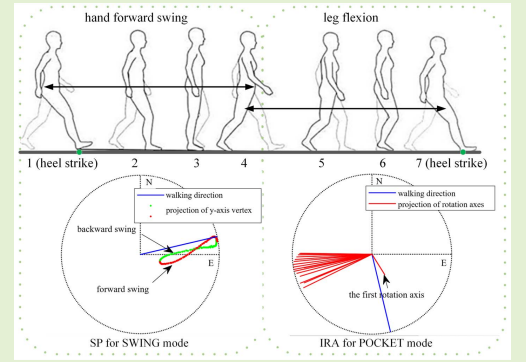 hand forward swing
leg flexion
1 (heel strike) 2 3 4 5 6 7 (heel strike)
N
walking direction
projection of y-axis vertex
backward swing
E
forward swing
SP for SWING mode
N
walking direction
projection of rotation axes
E
the first rotation axis
IRA for POCKET mode